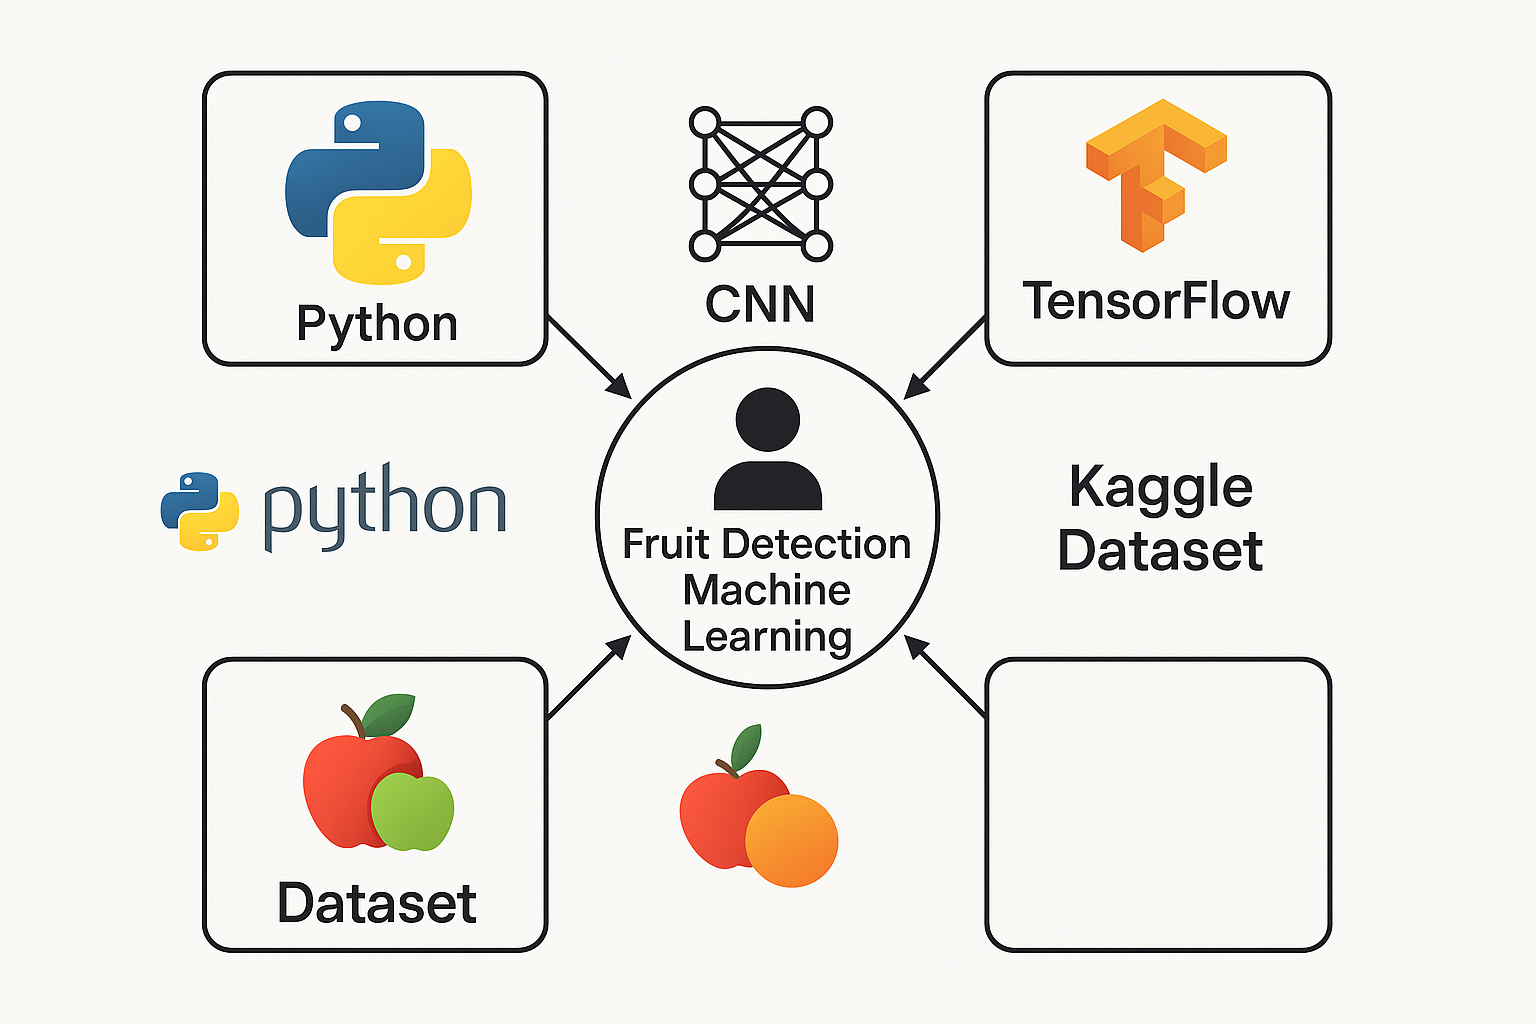 Python
CNN
TensorFlow
python
Fruit Detection
Machine
Learning
Kaggle
Dataset
Dataset